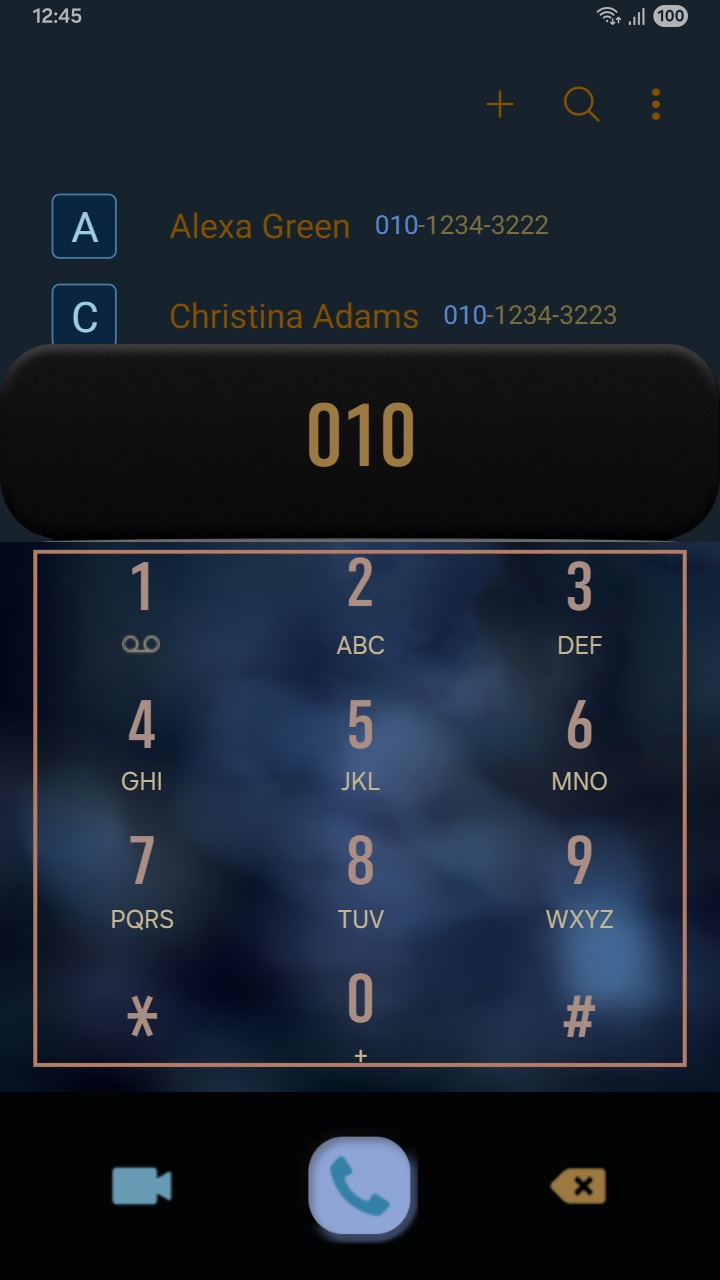 12:45 100
A Alexa Green 010-1234-3222
C Christina Adams 010-1234-3223
010
1 2 3
ABC DEF
4 5 6
GHI JKL MNO
7 8 9
PQRS TUV WXYZ
* 0 #
+